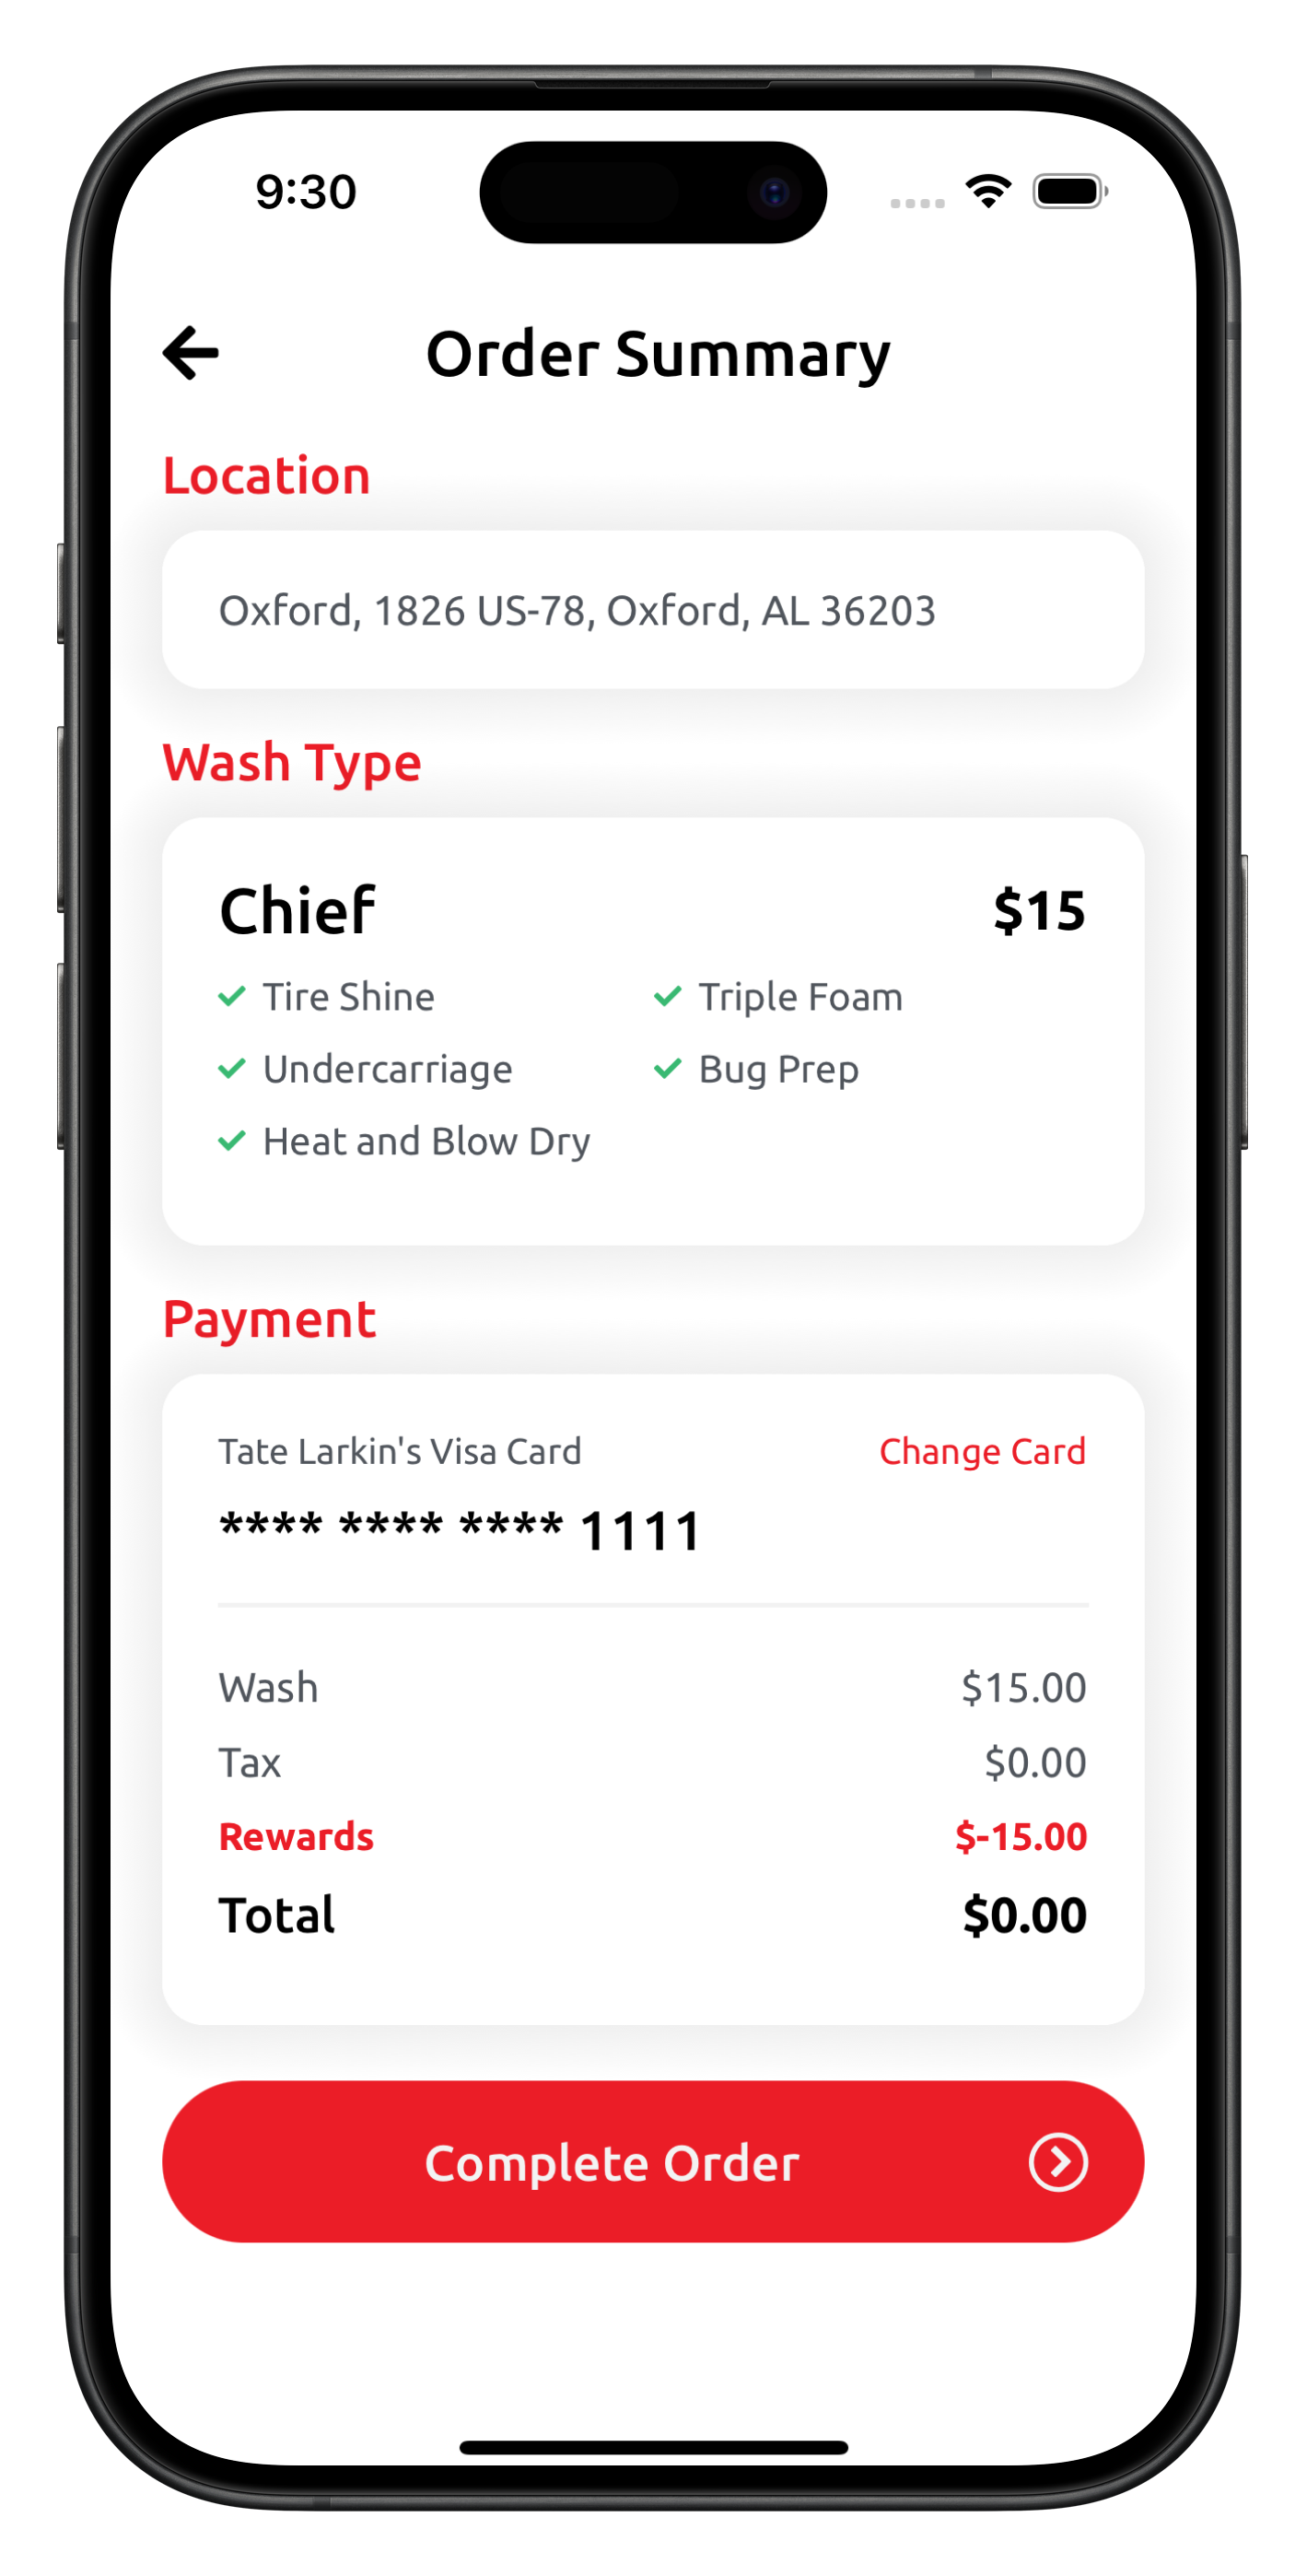 9:30
Order Summary
Location
Oxford, 1826 US-78, Oxford, AL 36203
Wash Type
Chief $15
Tire Shine Triple Foam
Undercarriage Bug Prep
Heat and Blow Dry
Payment
Tate Larkin's Visa Card Change Card
**** **** **** 1111
Wash $15.00
Tax $0.00
Rewards $-15.00
Total $0.00
Complete Order